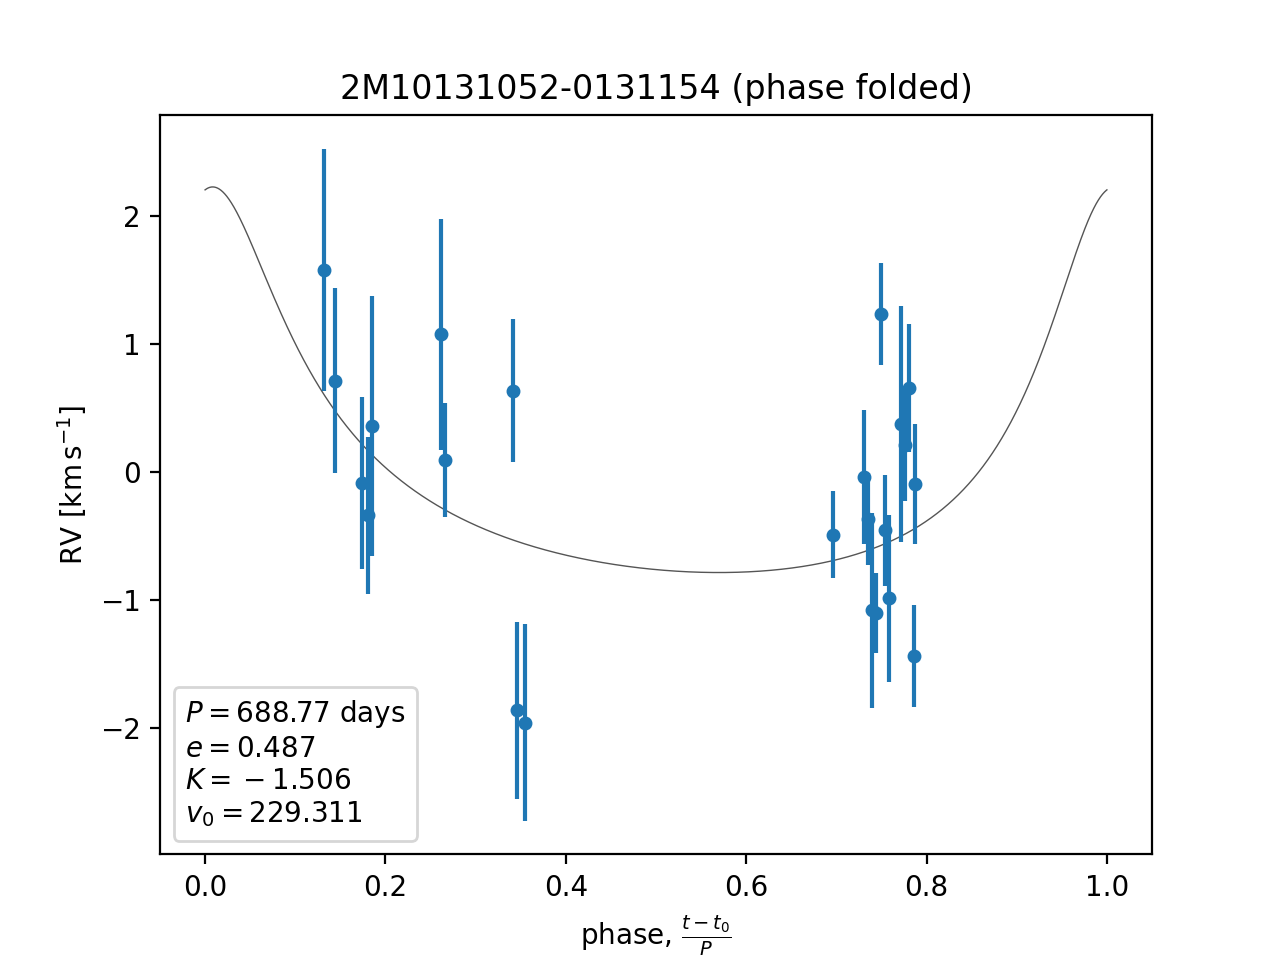 2M10131052-0131154 (phase folded)
RV [km s⁻¹]
2
1
0
−1
−2
P = 688.77 days
e = 0.487
K = −1.506
v₀ = 229.311
0.0 0.2 0.4 0.6 0.8 1.0
phase, (t − t₀)/P